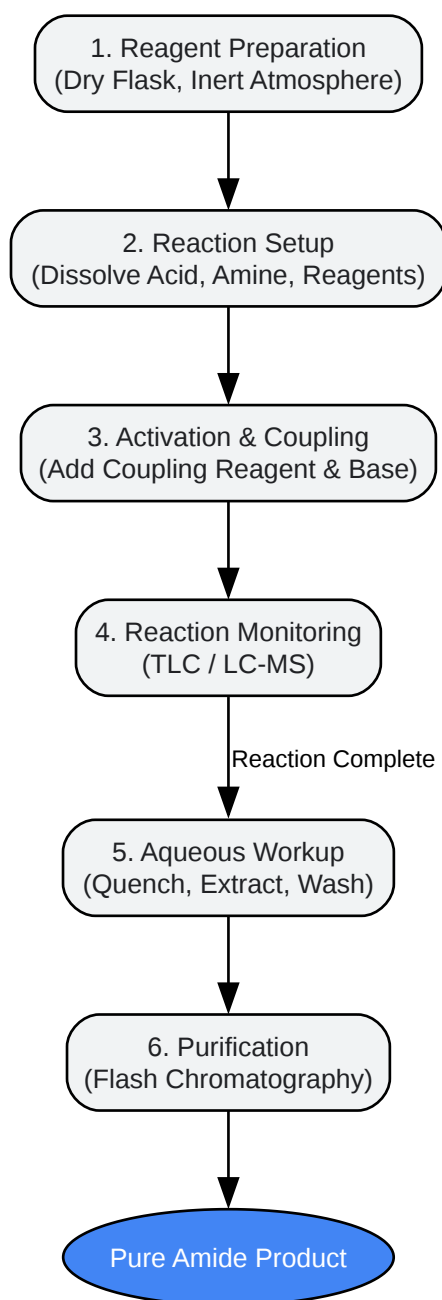 1. Reagent Preparation
(Dry Flask, Inert Atmosphere)
2. Reaction Setup
(Dissolve Acid, Amine, Reagents)
3. Activation & Coupling
(Add Coupling Reagent & Base)
4. Reaction Monitoring
(TLC / LC-MS)
Reaction Complete
5. Aqueous Workup
(Quench, Extract, Wash)
6. Purification
(Flash Chromatography)
Pure Amide Product